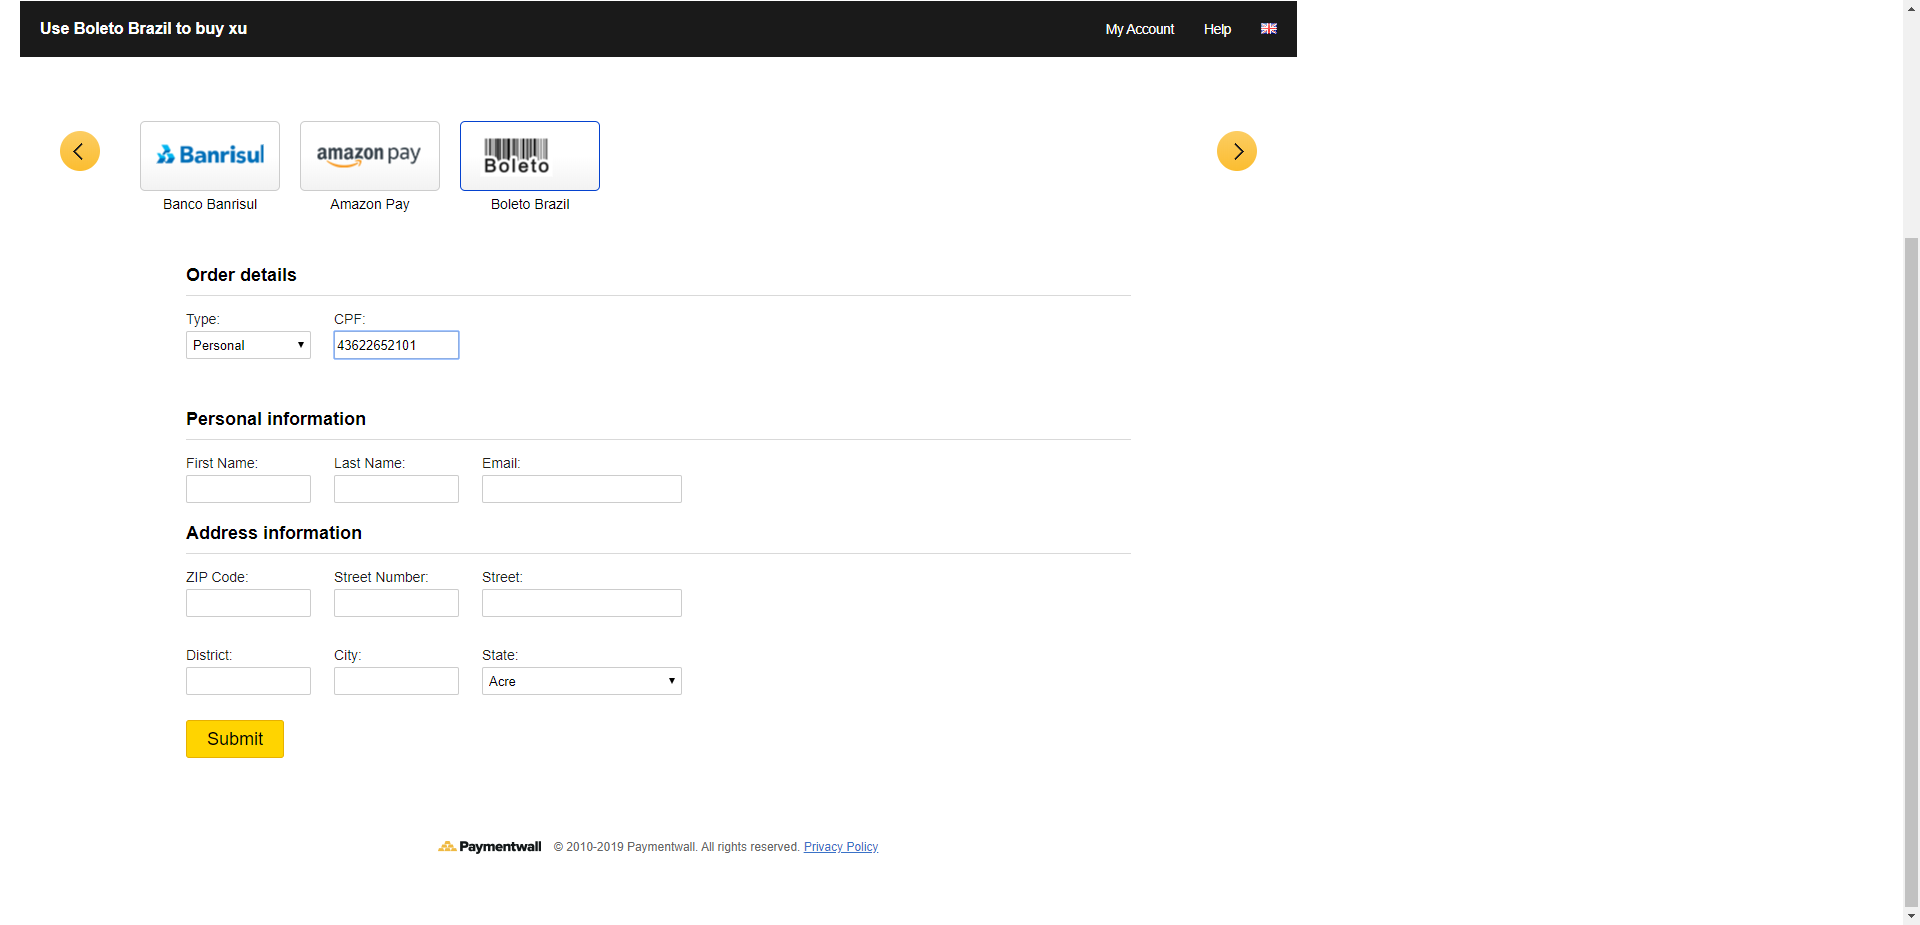 Use Boleto Brazil to buy xu
My Account Help
Banrisul
amazon pay
Boleto
Banco Banrisul
Amazon Pay
Boleto Brazil
Order details
Type: CPF:
Personal 43622652101
Personal information
First Name: Last Name: Email:
Address information
ZIP Code: Street Number: Street:
District: City: State:
Acre
Submit
Paymentwall © 2010-2019 Paymentwall. All rights reserved. Privacy Policy